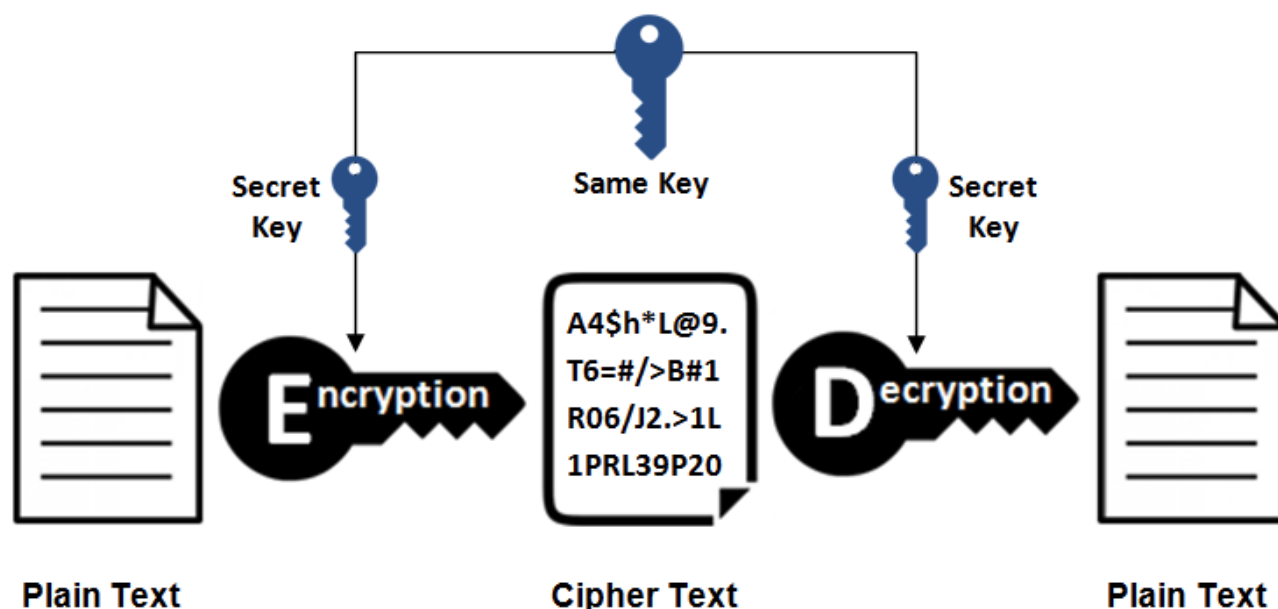 Same Key
Secret
Key
Secret
Key
Encryption
A4$h*L@9.
T6=#/>B#1
R06/J2.>1L
1PRL39P20
Decryption
Plain Text
Cipher Text
Plain Text